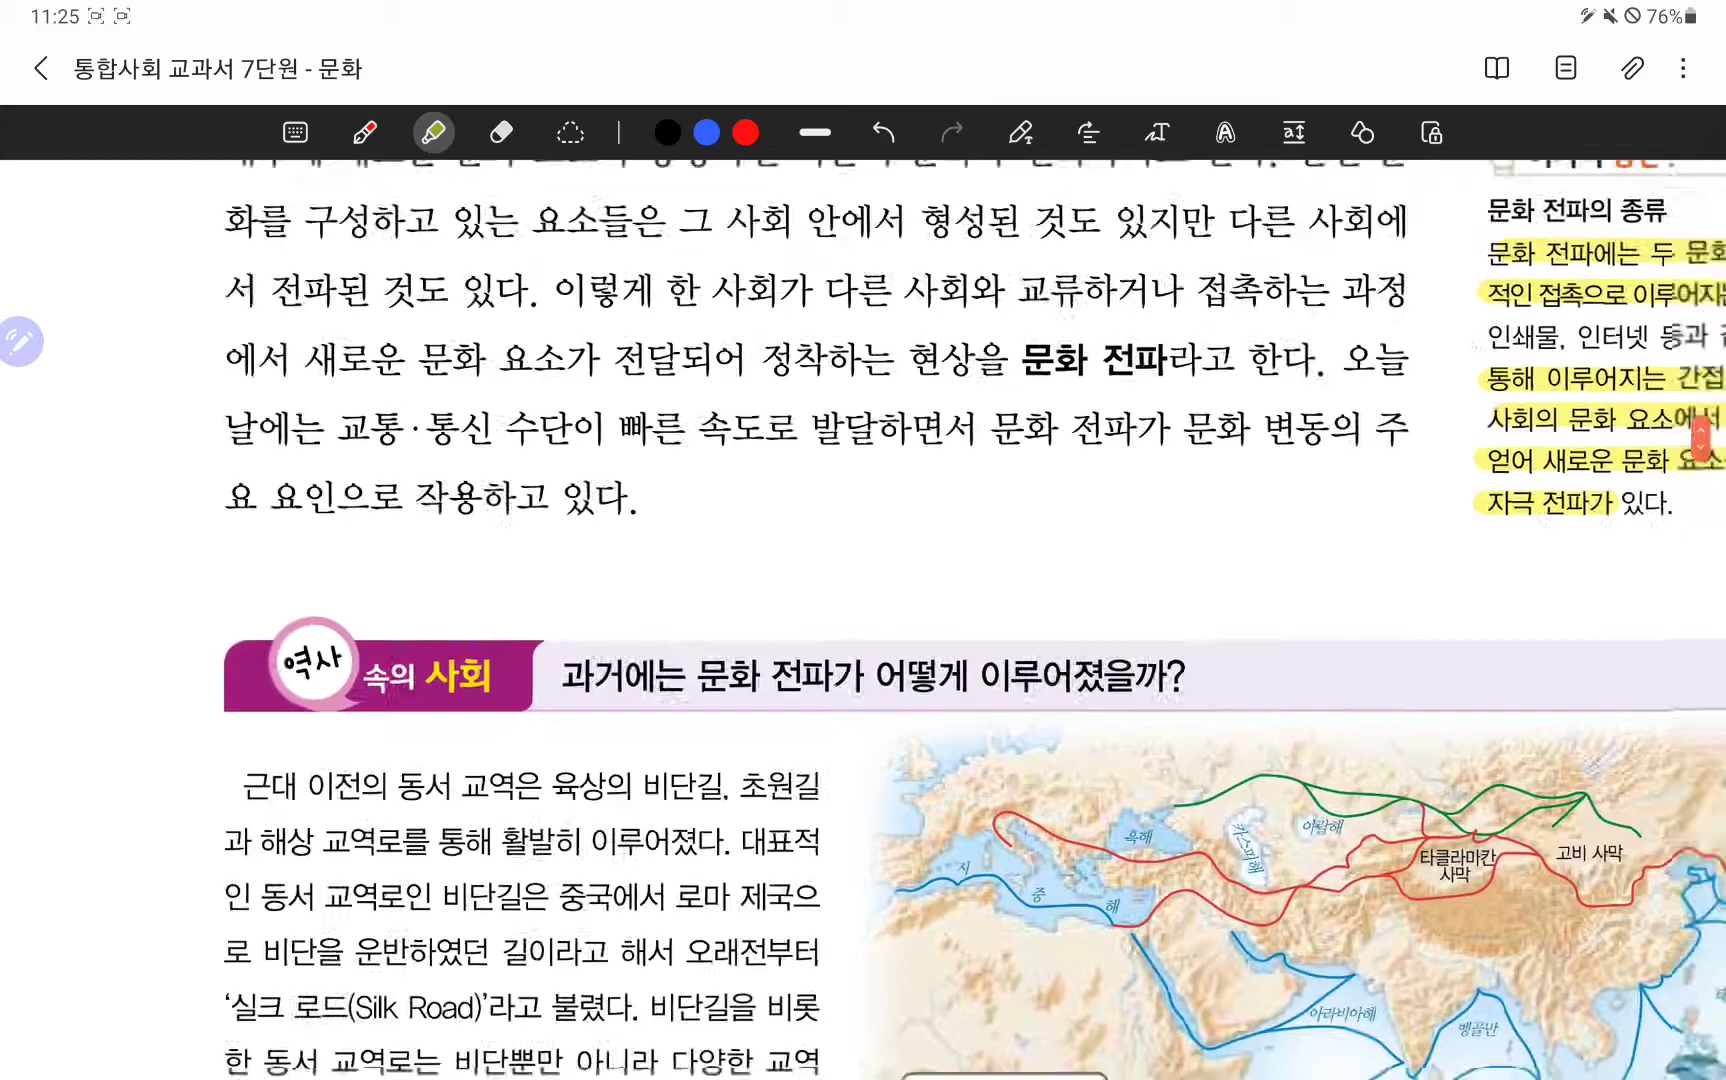 11:25
76%
통합사회 교과서 7단원 - 문화
화를 구성하고 있는 요소들은 그 사회 안에서 형성된 것도 있지만 다른 사회에
서 전파된 것도 있다. 이렇게 한 사회가 다른 사회와 교류하거나 접촉하는 과정
에서 새로운 문화 요소가 전달되어 정착하는 현상을 문화 전파라고 한다. 오늘
날에는 교통·통신 수단이 빠른 속도로 발달하면서 문화 전파가 문화 변동의 주
요 요인으로 작용하고 있다.
문화 전파의 종류
문화 전파에는 두 문화
적인 접촉으로 이루어지는
인쇄물, 인터넷 등과
통해 이루어지는 간접
사회의 문화 요소에서
얻어 새로운 문화 요소
자극 전파가 있다.
역사 속의 사회 과거에는 문화 전파가 어떻게 이루어졌을까?
근대 이전의 동서 교역은 육상의 비단길, 초원길
과 해상 교역로를 통해 활발히 이루어졌다. 대표적
인 동서 교역로인 비단길은 중국에서 로마 제국으
로 비단을 운반하였던 길이라고 해서 오래전부터
‘실크 로드(Silk Road)’라고 불렸다. 비단길을 비롯
한 동서 교역로는 비단뿐만 아니라 다양한 교역
지 중 해
흑해
카스피해
아랄해
타클라마칸
사막
고비 사막
아라비아해
벵골만